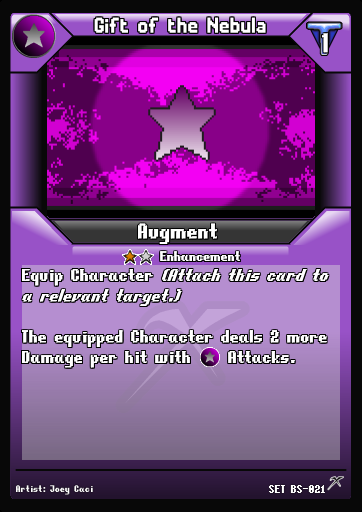 Gift of the Nebula
1
Augment
Enhancement
Equip Character (Attach this card to
a relevant target.)
The equipped Character deals 2 more
Damage per hit with Attacks.
Artist: Joey Caci
SET BS-021